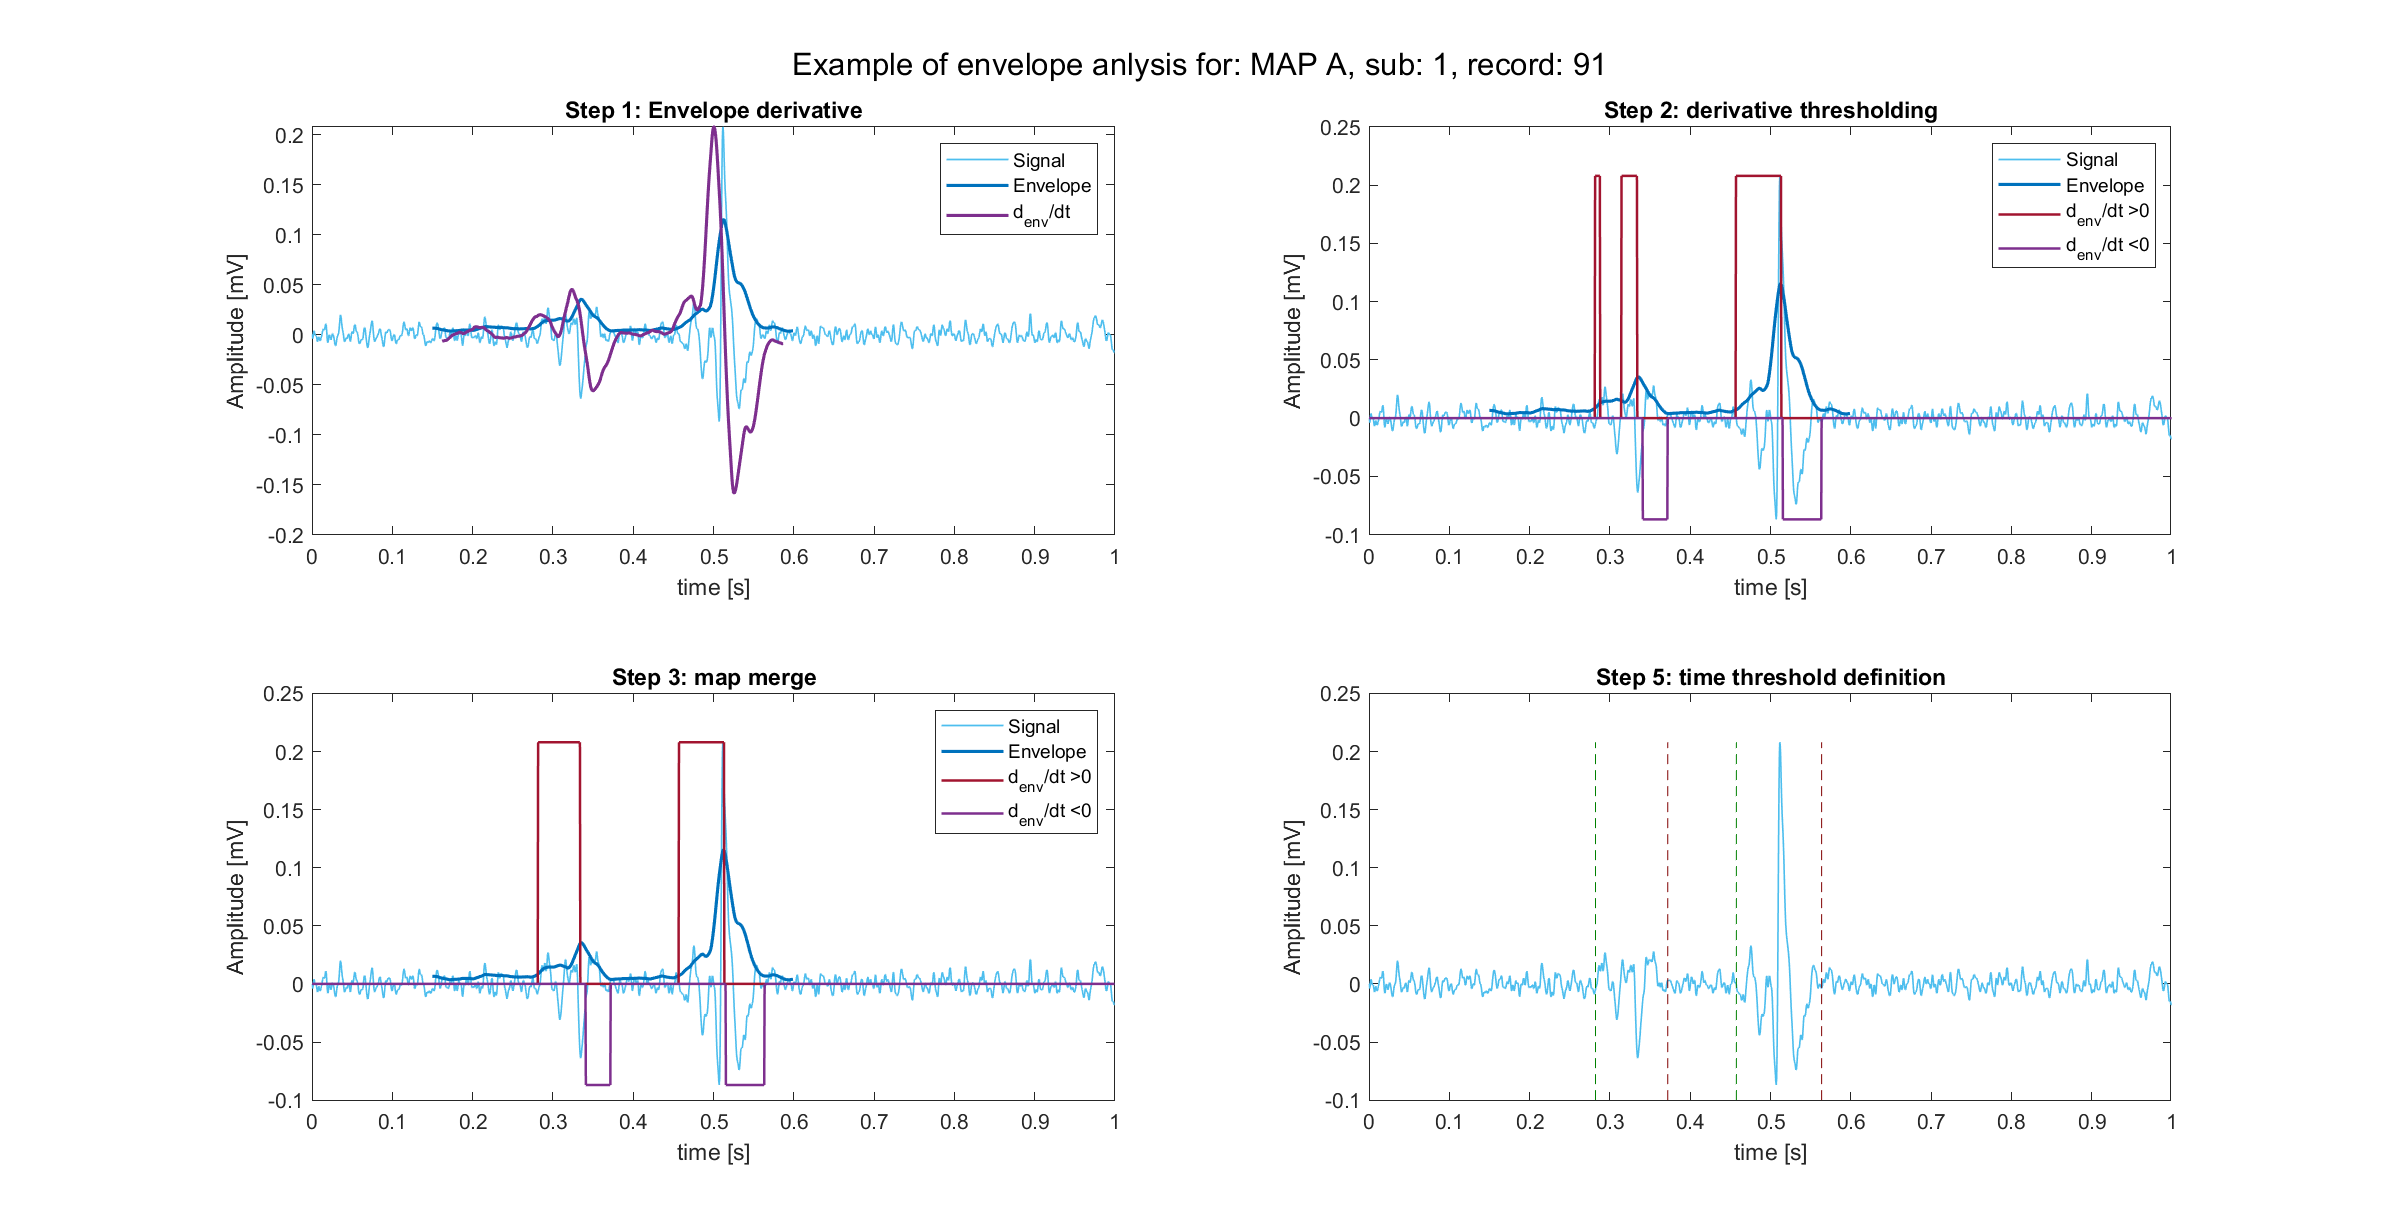 Example of envelope anlysis for: MAP A, sub: 1, record: 91
Step 1: Envelope derivative
0.2
0.15
0.1
0.05
0
-0.05
-0.1
-0.15
-0.2
Amplitude [mV]
0 0.1 0.2 0.3 0.4 0.5 0.6 0.7 0.8 0.9 1
time [s]
Signal
Envelope
d_env/dt
Step 2: derivative thresholding
0.25
0.2
0.15
0.1
0.05
0
-0.05
-0.1
Amplitude [mV]
0 0.1 0.2 0.3 0.4 0.5 0.6 0.7 0.8 0.9 1
time [s]
Signal
Envelope
d_env/dt >0
d_env/dt <0
Step 3: map merge
0.25
0.2
0.15
0.1
0.05
0
-0.05
-0.1
Amplitude [mV]
0 0.1 0.2 0.3 0.4 0.5 0.6 0.7 0.8 0.9 1
time [s]
Signal
Envelope
d_env/dt >0
d_env/dt <0
Step 5: time threshold definition
0.25
0.2
0.15
0.1
0.05
0
-0.05
-0.1
Amplitude [mV]
0 0.1 0.2 0.3 0.4 0.5 0.6 0.7 0.8 0.9 1
time [s]